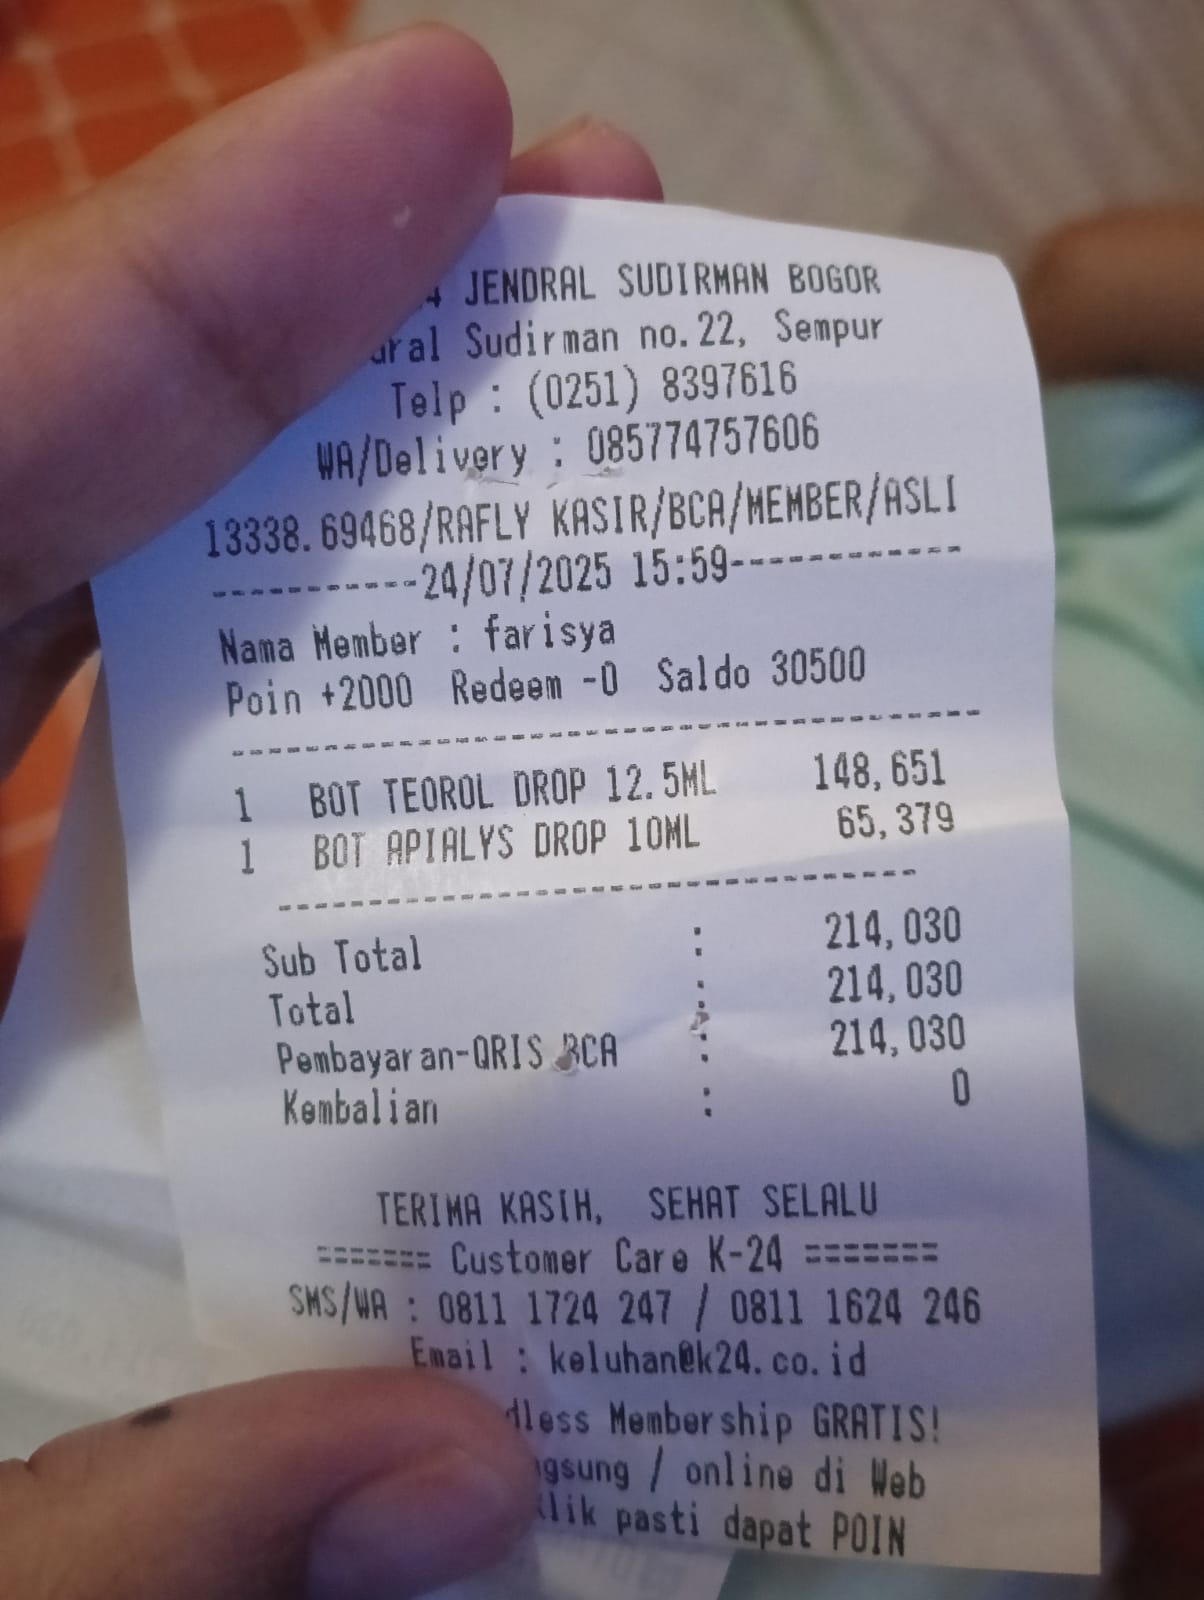 JENDRAL SUDIRMAN BOGOR
Sudirman no.22, Sempur
Telp : (0251) 8397616
WA/Delivery : 085774757606
13338.69468/RAFLY KASIR/BCA/MEMBER/ASLI
-----------24/07/2025 15:59------------
Nama Member : farisya
Poin +2000 Redeem -0 Saldo 30500
---------------------------------------
1 BOT TEOROL DROP 12.5ML 148,651
1 BOT APIALYS DROP 10ML 65,379
---------------------------------------
Sub Total : 214,030
Total : 214,030
Pembayaran-QRIS BCA : 214,030
Kembalian : 0
TERIMA KASIH, SEHAT SELALU
======= Customer Care K-24 =======
SMS/WA : 0811 1724 247 / 0811 1624 246
Email : keluhan@k24.co.id
Membership GRATIS!
/ online di Web
pasti dapat POIN